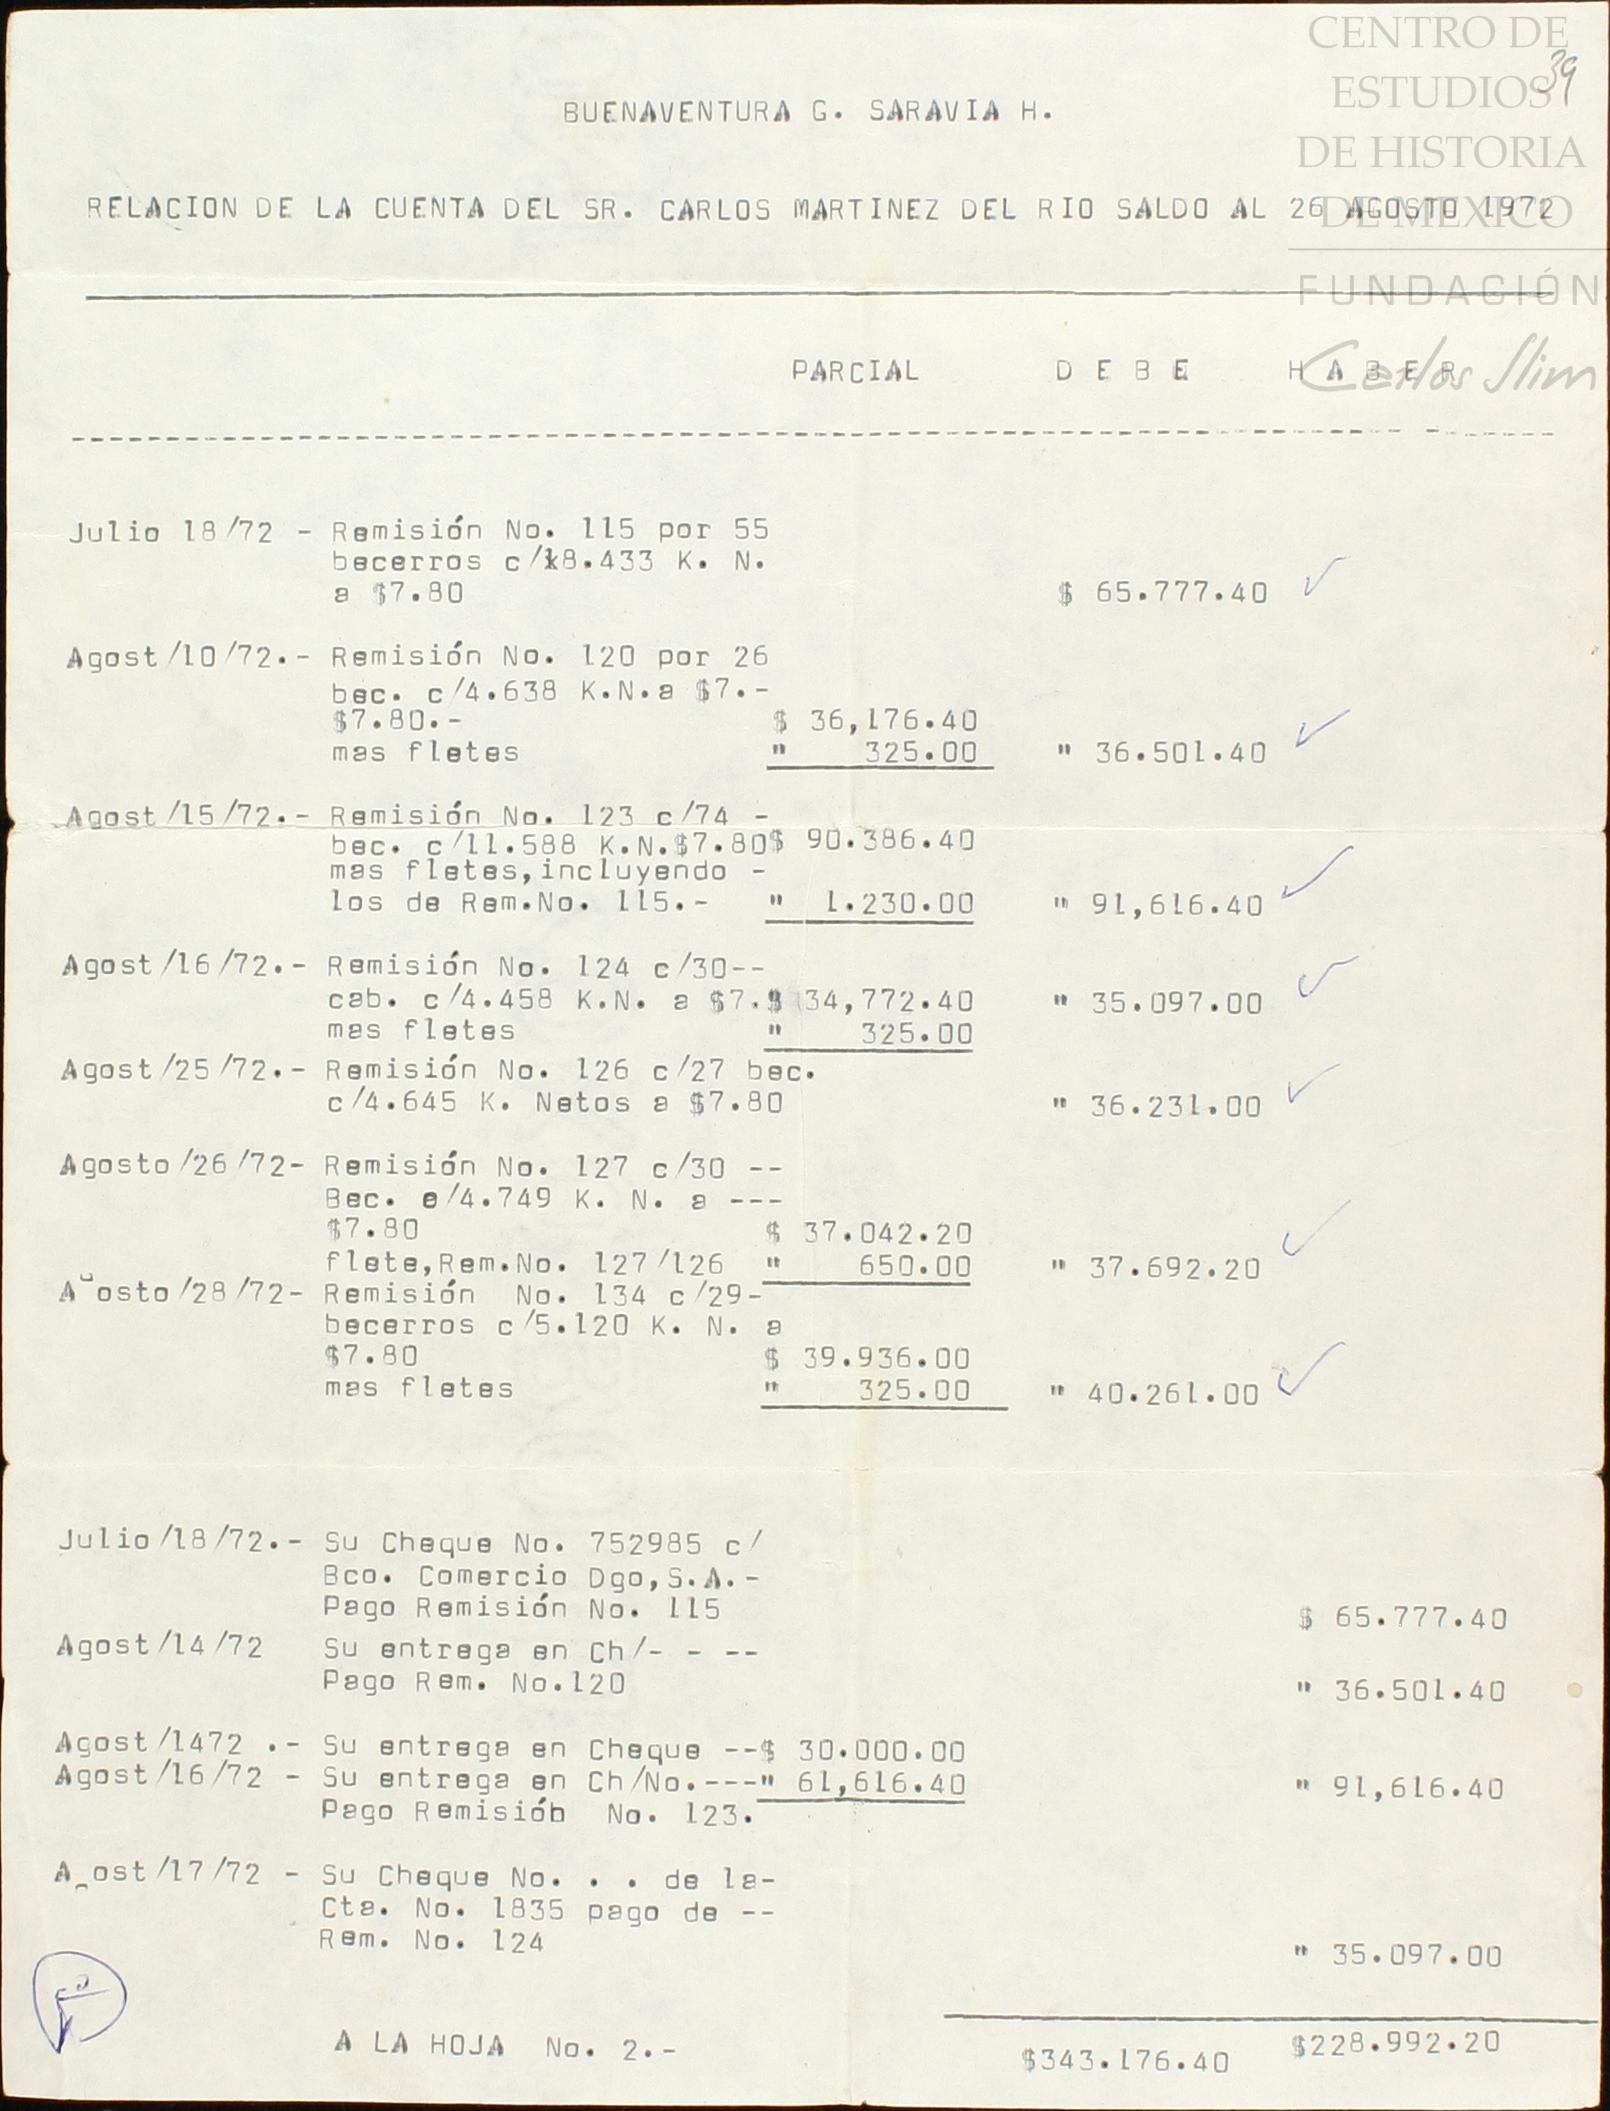 CENTRO DE
ESTUDIOS
DE HISTORIA
DE MEXICO
FUNDACIÓN
Carlos Slim
39
BUENAVENTURA G. SARAVIA H.
RELACION DE LA CUENTA DEL SR. CARLOS MARTINEZ DEL RIO SALDO AL 26 AGOSTO 1972
PARCIAL D E B E H A B E R
Julio 18/72 - Remisión No. 115 por 55
becerros c/18.433 K. N.
a $7.80 $ 65.777.40
Agost/10/72.- Remisión No. 120 por 26
bec. c/4.638 K.N.a $7.-
$7.80.- $ 36,176.40
mas fletes " 325.00 " 36.501.40
Agost/15/72.- Remisión No. 123 c/74 -
bec. c/11.588 K.N.$7.80$ 90.386.40
mas fletes,incluyendo -
los de Rem.No. 115.- " 1.230.00 " 91,616.40
Agost/16/72.- Remisión No. 124 c/30--
cab. c/4.458 K.N. a $7. 34,772.40 " 35.097.00
mas fletes " 325.00
Agost/25/72.- Remisión No. 126 c/27 bec.
c/4.645 K. Netos a $7.80 " 36.231.00
Agosto/26/72- Remisión No. 127 c/30 --
Bec. e/4.749 K. N. a ---
$7.80 $ 37.042.20
flete,Rem.No. 127/126 " 650.00 " 37.692.20
Agosto/28/72- Remisión No. 134 c/29-
becerros c/5.120 K. N. a
$7.80 $ 39.936.00
mas fletes " 325.00 " 40.261.00
Julio/18/72.- Su Cheque No. 752985 c/
Bco. Comercio Dgo,S.A.-
Pago Remisión No. 115 $ 65.777.40
Agost/14/72 Su entrega en Ch/- - --
Pago Rem. No.120 " 36.501.40
Agost/1472 .- Su entrega en Cheque --$ 30.000.00
Agost/16/72 - Su entrega en Ch/No.---" 61,616.40 " 91,616.40
Pago Remisiób No. 123.
Agost/17/72 - Su Cheque No. . . de la-
Cta. No. 1835 pago de --
Rem. No. 124 " 35.097.00
A LA HOJA No. 2.- $343.176.40 $228.992.20